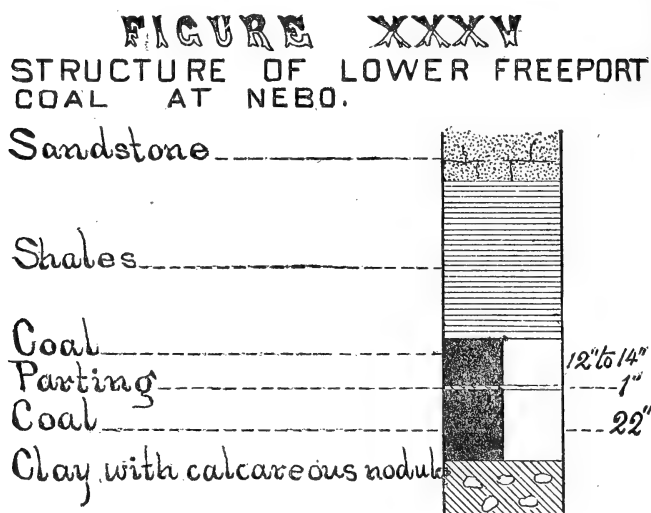 FIGURE XXXV
STRUCTURE OF LOWER FREEPORT
COAL AT NEBO.
Sandstone
Shales
Coal 12" to 14"
Parting 1"
Coal 22"
Clay with calcareous nodule